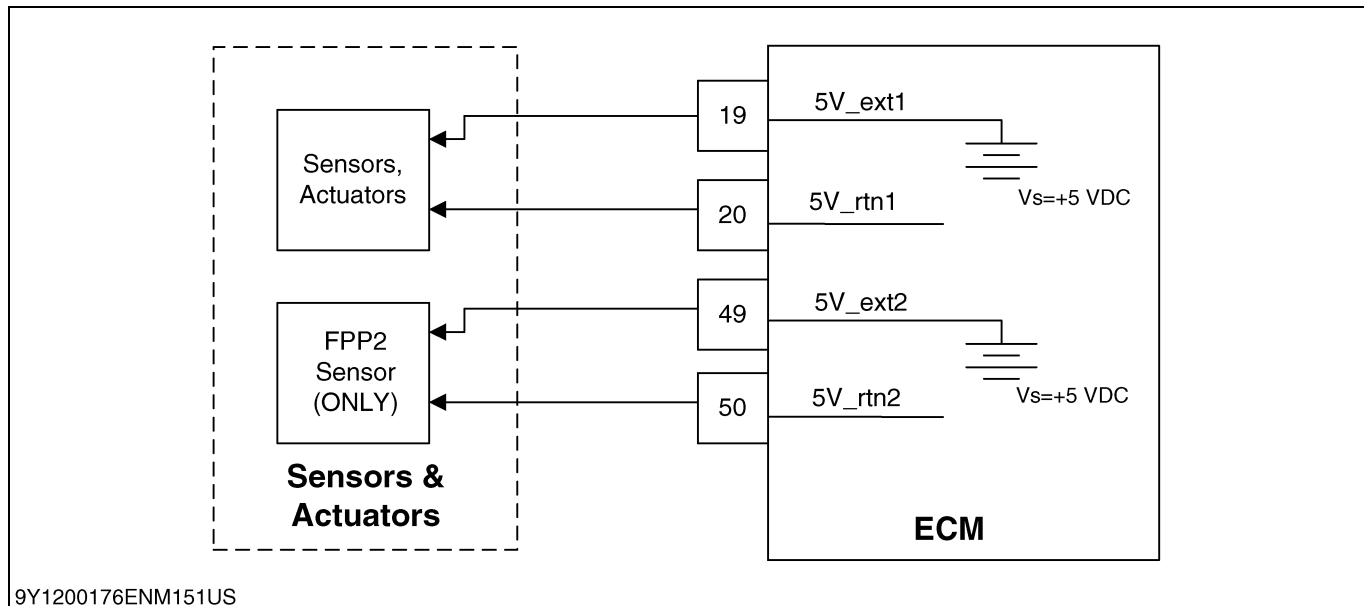 Sensors,
Actuators
FPP2
Sensor
(ONLY)
Sensors &
Actuators
19
20
49
50
5V_ext1
Vs=+5 VDC
5V_rtn1
5V_ext2
Vs=+5 VDC
5V_rtn2
ECM
9Y1200176ENM151US